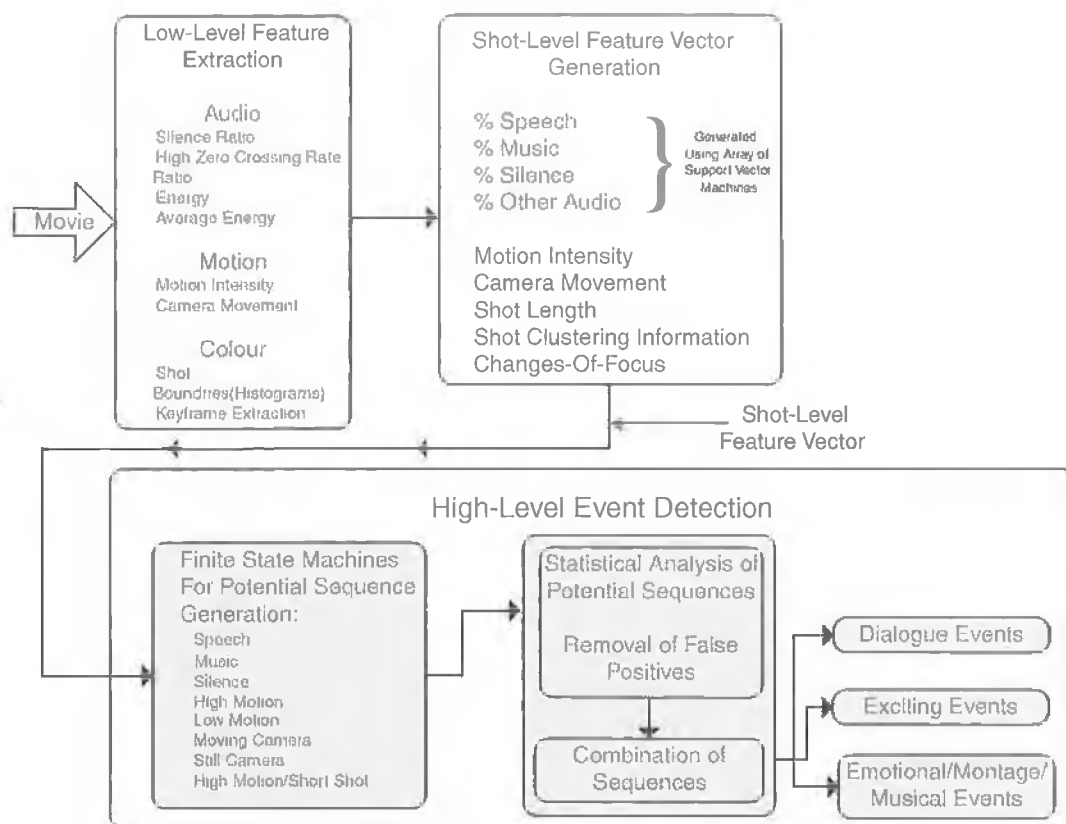 Movie
Low-Level Feature
Extraction
Audio
Silence Ratio
High Zero Crossing Rate
Ratio
Energy
Average Energy
Motion
Motion Intensity
Camera Movement
Colour
Shot
Boundries(Histograms)
Keyframe Extraction
Shot-Level Feature Vector
Generation
% Speech
% Music
% Silence
% Other Audio
Generated
Using Array of
Support Vector
Machines
Motion Intensity
Camera Movement
Shot Length
Shot Clustering Information
Changes-Of-Focus
Shot-Level
Feature Vector
High-Level Event Detection
Finite State Machines
For Potential Sequence
Generation:
Speech
Music
Silence
High Motion
Low Motion
Moving Camera
Still Camera
High Motion/Short Shot
Statistical Analysis of
Potential Sequences
Removal of False
Positives
Combination of
Sequences
Dialogue Events
Exciting Events
Emotional/Montage/
Musical Events